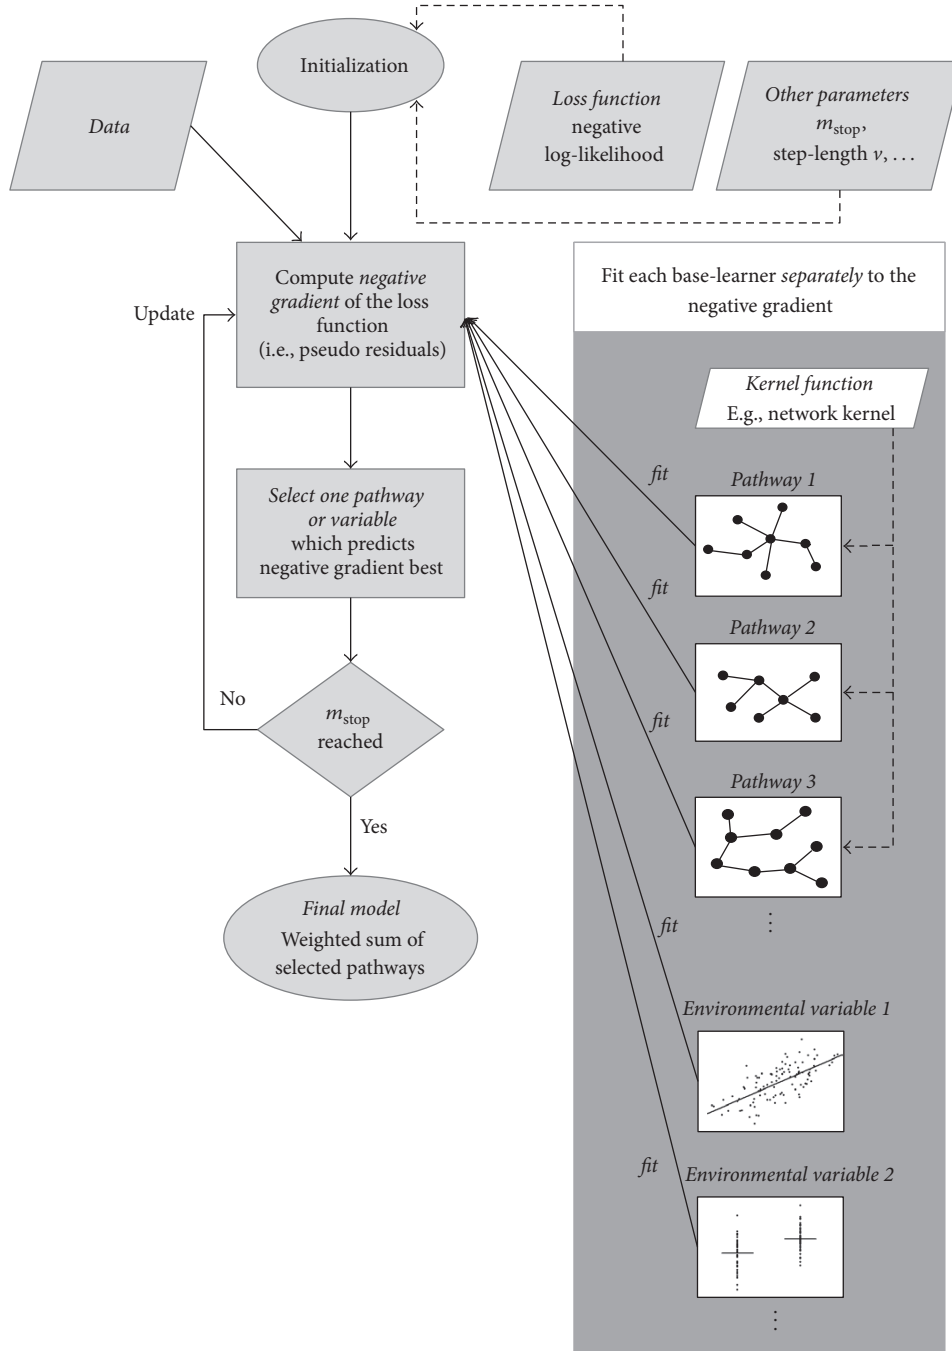 Initialization
Data
Loss function
negative
log-likelihood
Other parameters
m_stop,
step-length ν, …
Compute negative
gradient of the loss
function
(i.e., pseudo residuals)
Update
Select one pathway
or variable
which predicts
negative gradient best
No
m_stop
reached
Yes
Final model
Weighted sum of
selected pathways
Fit each base-learner separately to the
negative gradient
Kernel function
E.g., network kernel
fit
Pathway 1
fit
Pathway 2
fit
Pathway 3
⋮
fit
Environmental variable 1
fit
Environmental variable 2
⋮